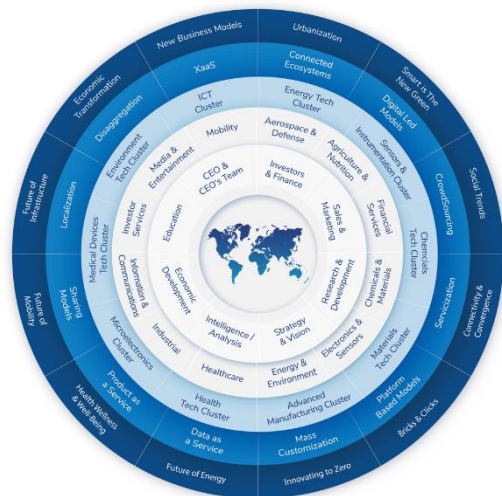 New Business Models
Urbanization
Smart is The
New Green
Social Trends
Connectivity &
Convergence
Bricks & Clicks
Innovating to Zero
Future of Energy
Health Wellness
& Well-Being
Future of
Mobility
Future of
Infrastructure
Economic
Transformation
XaaS
Connected
Ecosystems
Digital Led
Models
CrowdSourcing
Servicization
Platform
Based Models
Mass
Customization
Data as
a Service
Product as
a Service
Sharing
Models
Localization
Disaggregation
ICT
Cluster
Energy Tech
Cluster
Sensors &
Instrumentation Cluster
Chemcials
Tech Cluster
Materials
Tech Cluster
Advanced
Manufacturing Cluster
Health
Tech Cluster
Microelectronics
Cluster
Medical Devices
Tech Cluster
Environment
Tech Cluster
Mobility
Aerospace &
Defense
Agriculture &
Nutrition
Financial
Services
Chemicals &
Materials
Electronics &
Sensors
Energy &
Environment
Healthcare
Industrial
Information &
Communications
Investor
Services
Media &
Entertainment
CEO &
CEO's Team
Investors
& Finance
Sales &
Marketing
Research &
Development
Strategy
& Vision
Intelligence /
Analysis
Economic
Development
Education